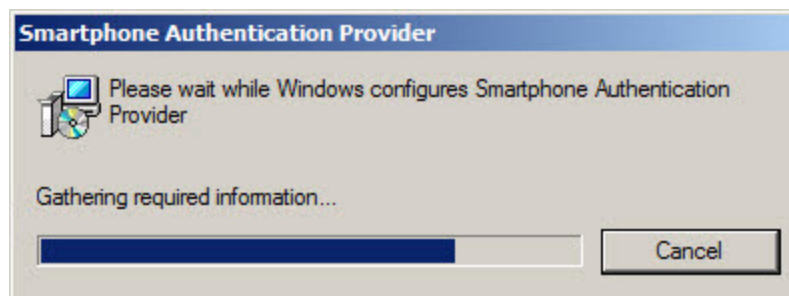 Smartphone Authentication Provider
Please wait while Windows configures Smartphone Authentication
Provider
Gathering required information...
Cancel